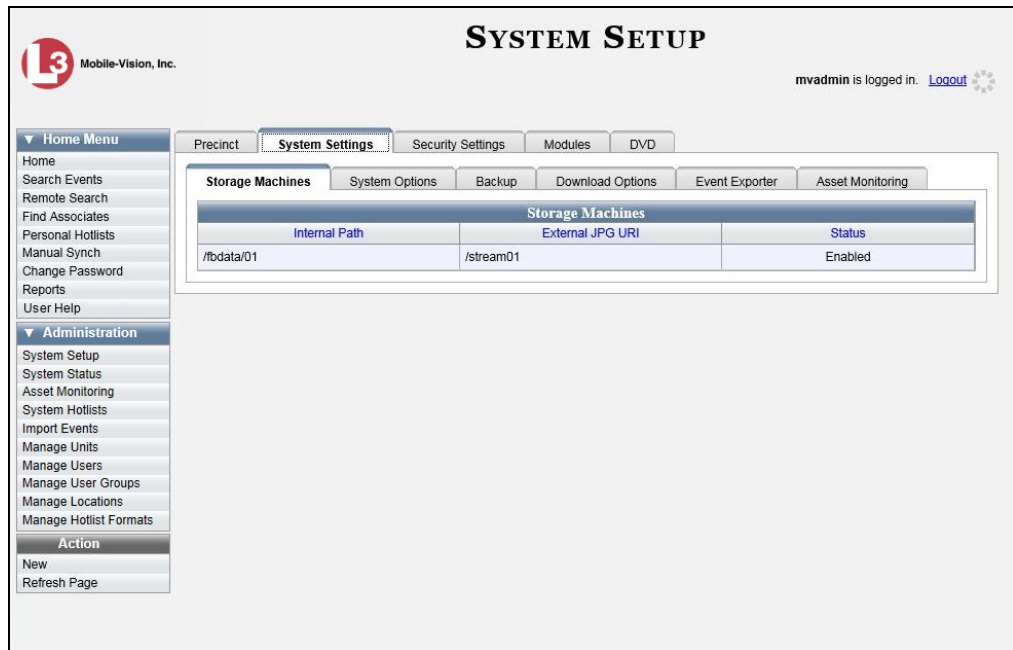 SYSTEM SETUP
L3 Mobile-Vision, Inc.
mvadmin is logged in. Logout
▼ Home Menu
Home
Search Events
Remote Search
Find Associates
Personal Hotlists
Manual Synch
Change Password
Reports
User Help
▼ Administration
System Setup
System Status
Asset Monitoring
System Hotlists
Import Events
Manage Units
Manage Users
Manage User Groups
Manage Locations
Manage Hotlist Formats
Action
New
Refresh Page
Precinct System Settings Security Settings Modules DVD
Storage Machines System Options Backup Download Options Event Exporter Asset Monitoring
Storage Machines
Internal Path External JPG URI Status
/fbdata/01 /stream01 Enabled